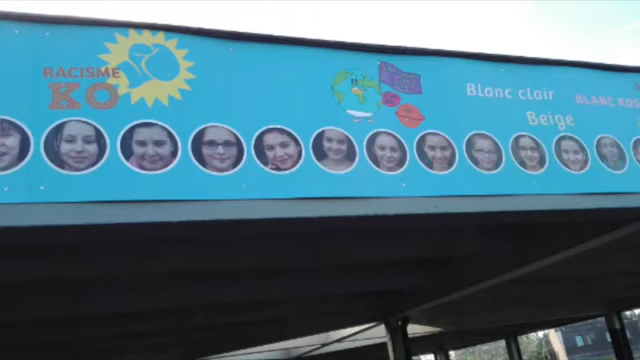 RACISME
KO
Blanc clair
BLANC ROS
Beige